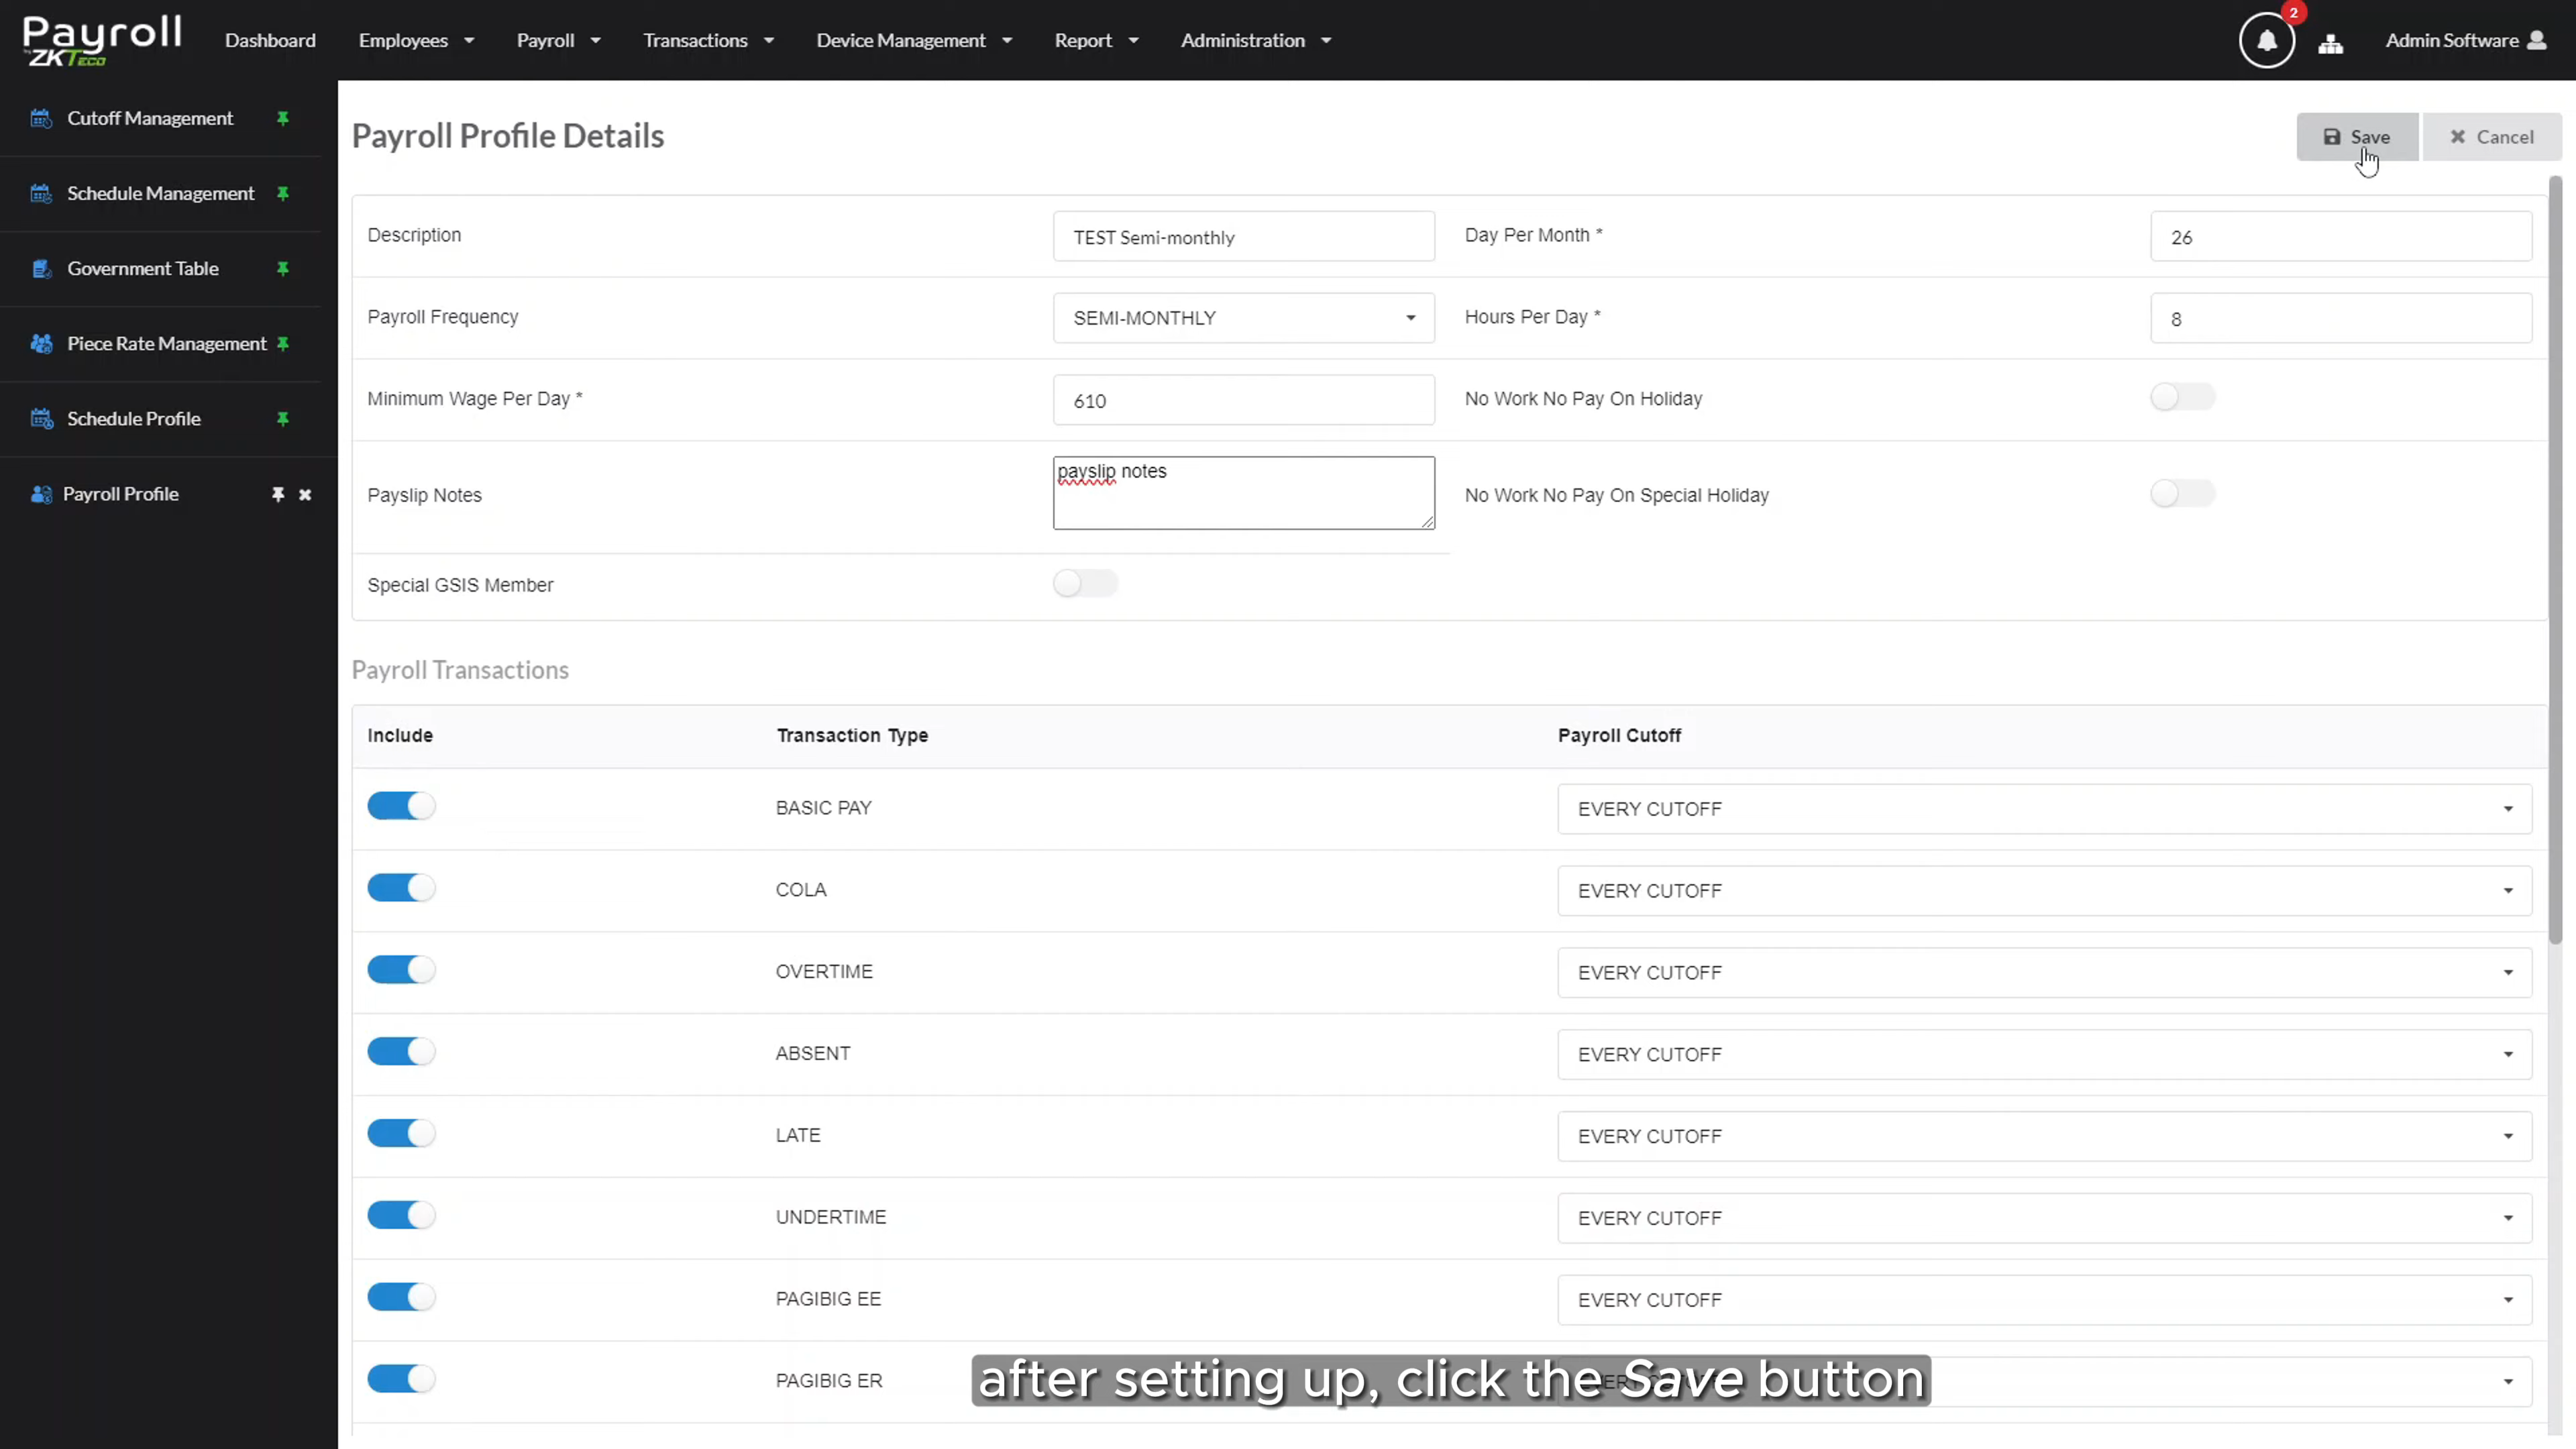 Payroll
by ZKTeco
Dashboard
Employees
Payroll
Transactions
Device Management
Report
Administration
2
Admin Software
Cutoff Management
Schedule Management
Government Table
Piece Rate Management
Schedule Profile
Payroll Profile
Payroll Profile Details
Save
Cancel
Description
TEST Semi-monthly
Day Per Month *
26
Payroll Frequency
SEMI-MONTHLY
Hours Per Day *
8
Minimum Wage Per Day *
610
No Work No Pay On Holiday
Payslip Notes
payslip notes
No Work No Pay On Special Holiday
Special GSIS Member
Payroll Transactions
Include
Transaction Type
Payroll Cutoff
BASIC PAY
EVERY CUTOFF
COLA
EVERY CUTOFF
OVERTIME
EVERY CUTOFF
ABSENT
EVERY CUTOFF
LATE
EVERY CUTOFF
UNDERTIME
EVERY CUTOFF
PAGIBIG EE
EVERY CUTOFF
PAGIBIG ER
after setting up, click the Save button